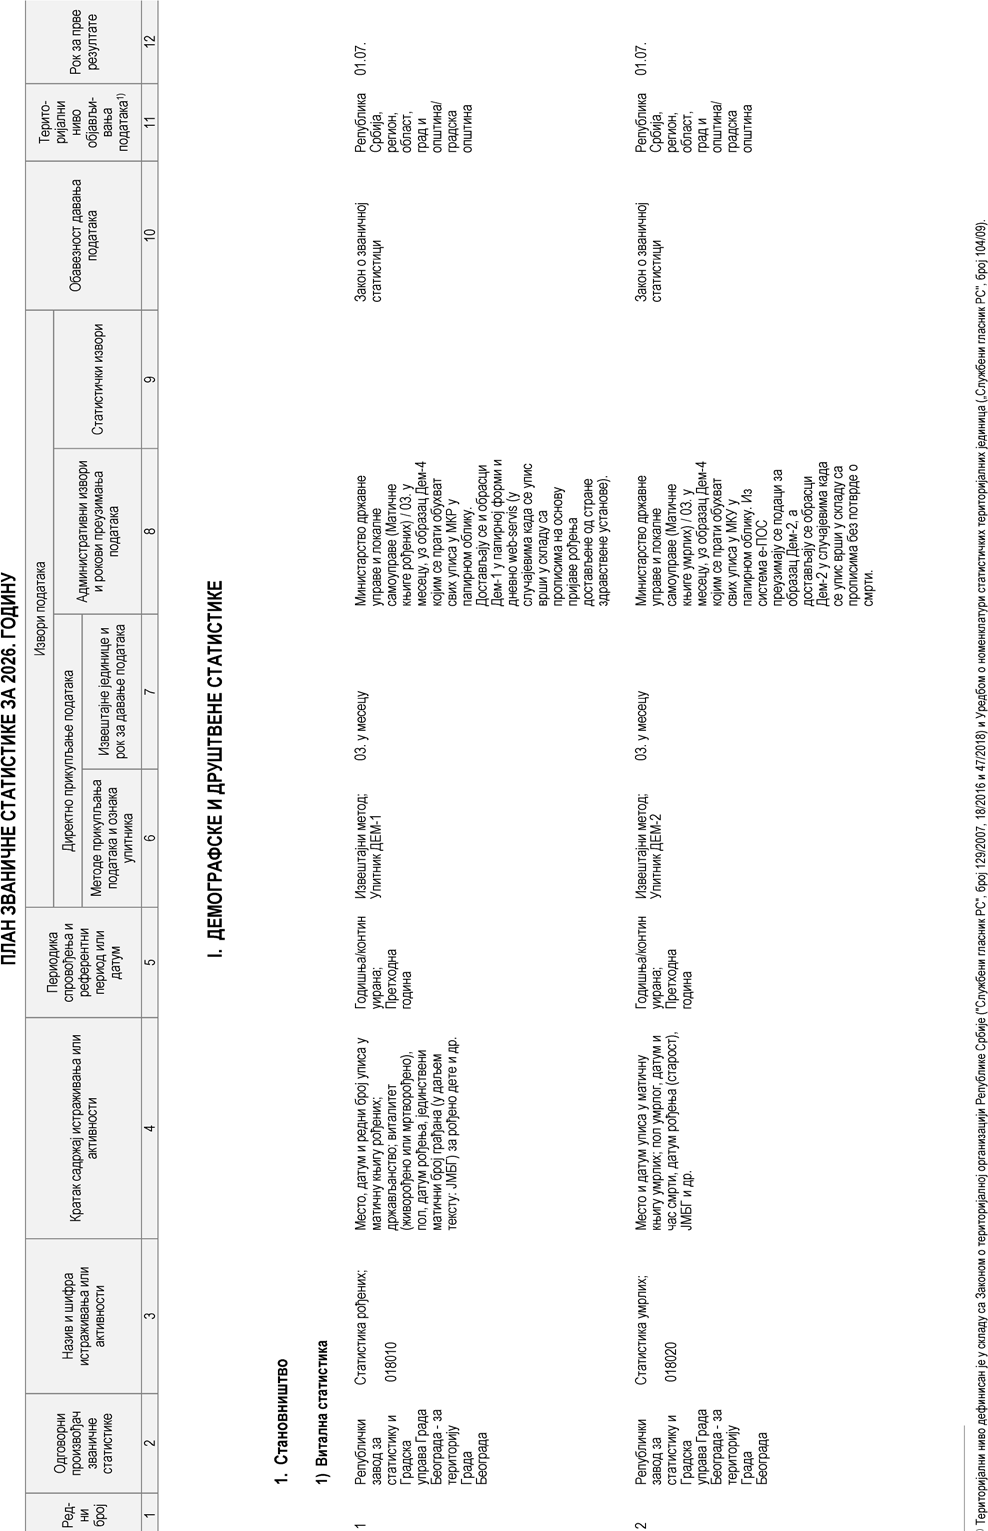 ПЛАН ЗВАНИЧНЕ СТАТИСТИКЕ ЗА 2026. ГОДИНУ
Ред-
ни
број
Одговорни
произвођач
званичне
статистике
Назив и шифра
истраживања или
активности
Кратак садржај истраживања или
активности
Периодика
спровођења и
референтни
период или
датум
Извори података
Директно прикупљање података
Методе прикупљања
података и ознака
упитника
Извештајне јединице и
рок за давање података
Административни извори
и рокови преузимања
података
Статистички извори
Обавезност давања
података
Терито-
ријални
ниво
објављи-
вања
података1)
Рок за прве
резултате
1
2
3
4
5
6
7
8
9
10
11
12
I. ДЕМОГРАФСКЕ И ДРУШТВЕНЕ СТАТИСТИКЕ
1. Становништво
1) Витална статистика
1
Републички
завод за
статистику и
Градска
управа Града
Београда - за
територију
Града
Београда
Статистика рођених;
018010
Место, датум и редни број уписа у
матичну књигу рођених;
држављанство; виталитет
(живорођено или мртворођено),
пол, датум рођења, јединствени
матични број грађана (у даљем
тексту: ЈМБГ) за рођено дете и др.
Годишња/контин
уирана;
Претходна
година
Извештајни метод;
Упитник ДЕМ-1
03. у месецу
Министарство државне
управе и локалне
самоуправе (Матичне
књиге рођених) / 03. у
месецу, уз образац Дем-4
којим се прати обухват
свих уписа у МКР у
папирном облику.
Достављају се и обрасци
Дем-1 у папирној форми и
дневно web-servis (у
случајевима када се упис
врши у складу са
прописима на основу
пријаве рођења
достављене од стране
здравствене установе).
Закон о званичној
статистици
Република
Србија,
регион,
област,
град и
општина/
градска
општина
01.07.
2
Републички
завод за
статистику и
Градска
управа Града
Београда - за
територију
Града
Београда
Статистика умрлих;
018020
Место и датум уписа у матичну
књигу умрлих; пол умрлог, датум и
час смрти, датум рођења (старост),
ЈМБГ и др.
Годишња/контин
уирана;
Претходна
година
Извештајни метод;
Упитник ДЕМ-2
03. у месецу
Министарство државне
управе и локалне
самоуправе (Матичне
књиге умрлих) / 03. у
месецу, уз образац Дем-4
којим се прати обухват
свих уписа у МКУ у
папирном облику. Из
система е-ПОС
преузимају се подаци за
образац Дем-2, а
достављају се обрасци
Дем-2 у случајевима када
се упис врши у складу са
прописима без потврде о
смрти.
Закон о званичној
статистици
Република
Србија,
регион,
област,
град и
општина/
градска
општина
01.07.
) Територијални ниво дефинисан је у складу са Законом о територијалној организацији Републике Србије ("Службени гласник РС", број 129/2007, 18/2016 и 47/2018) и Уредбом о номенклатури статистичких територијалних јединица („Службени гласник РС", број 104/09).